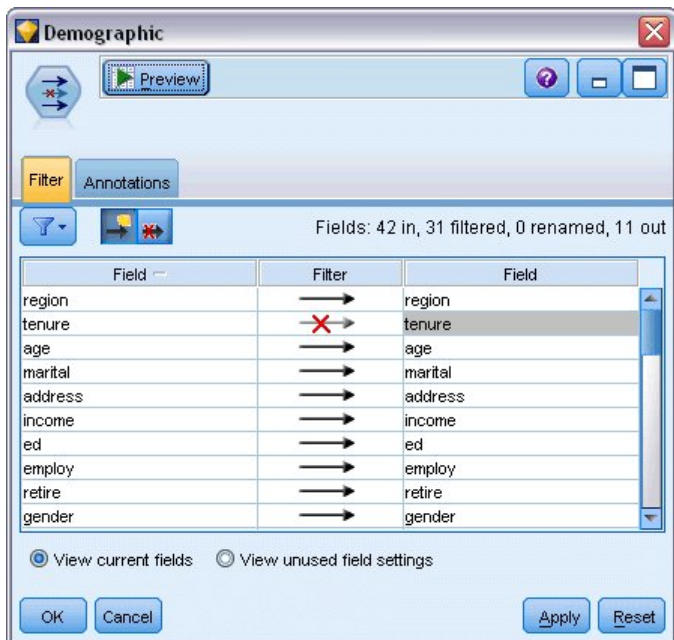 Demographic
Preview
Filter Annotations
Fields: 42 in, 31 filtered, 0 renamed, 11 out
Field Filter Field
region region
tenure tenure
age age
marital marital
address address
income income
ed ed
employ employ
retire retire
gender gender
View current fields View unused field settings
OK Cancel Apply Reset